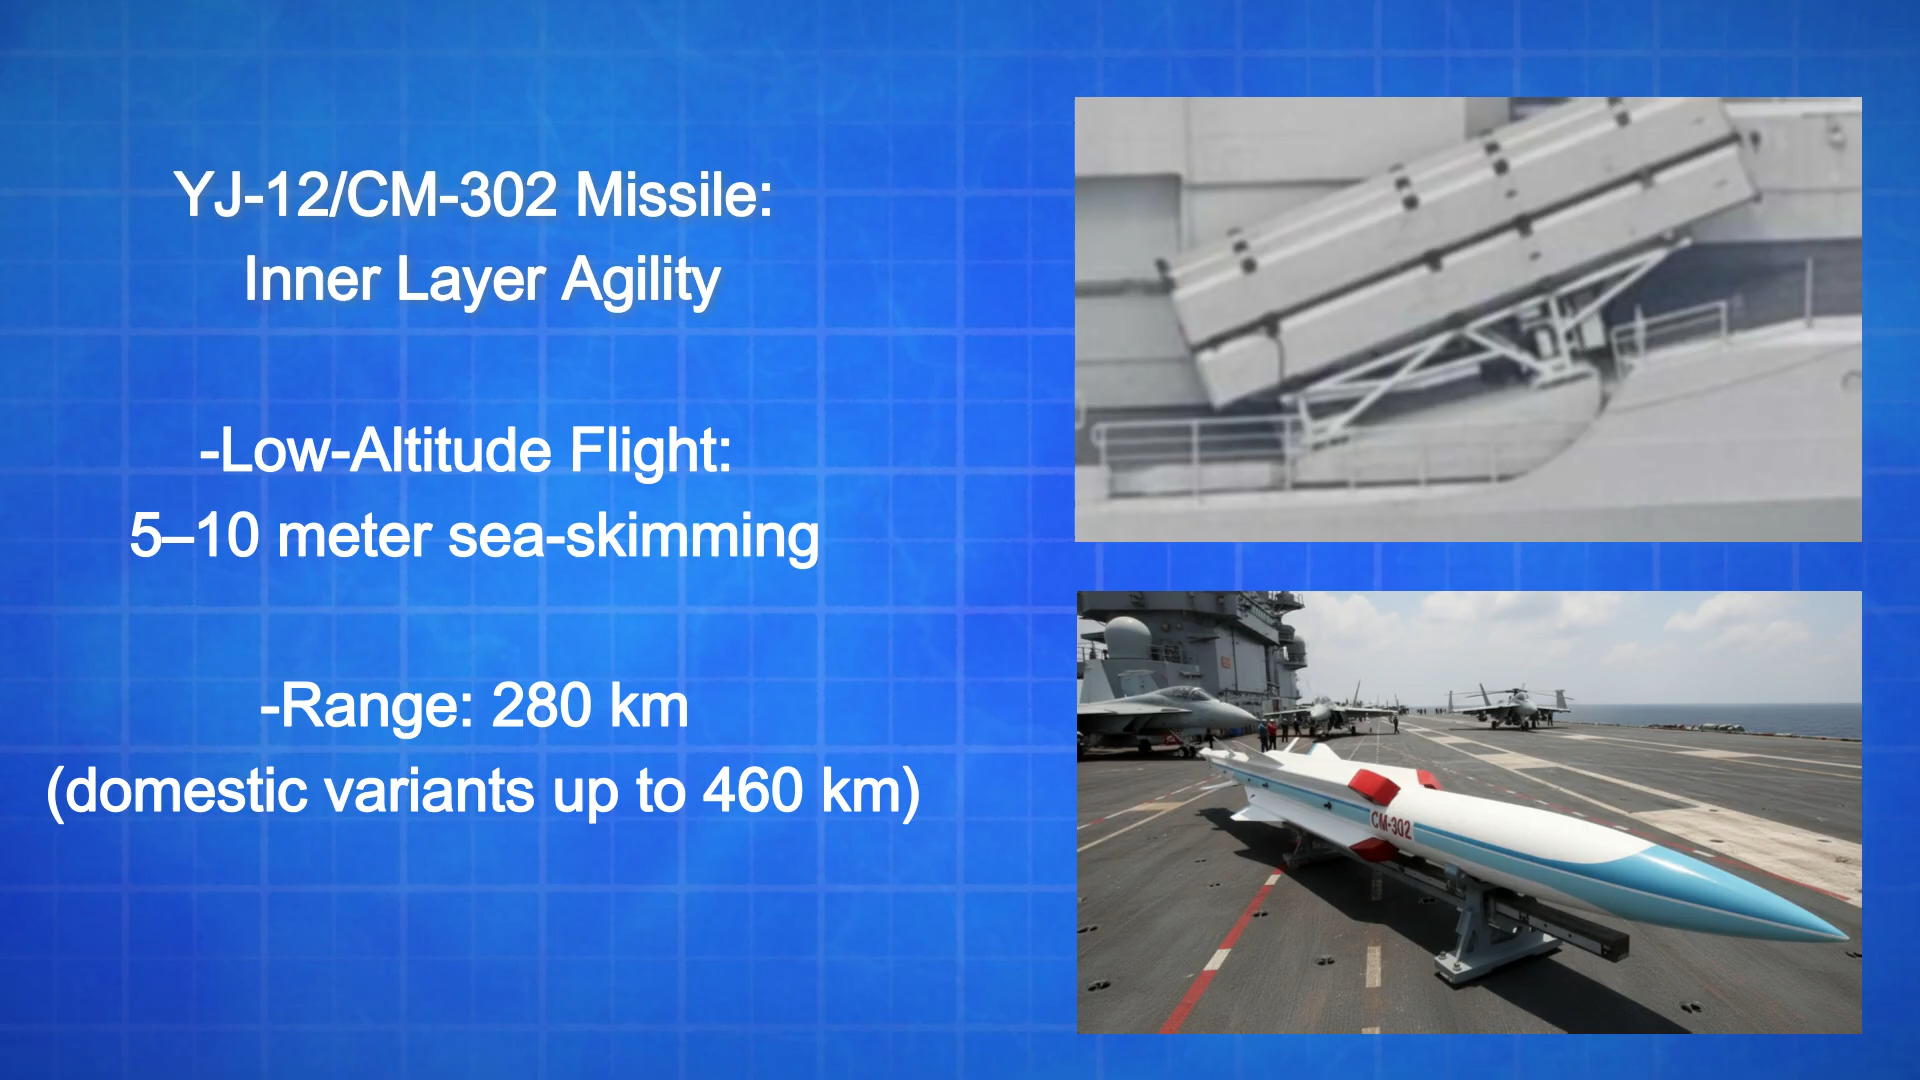 YJ-12/CM-302 Missile:
Inner Layer Agility
-Low-Altitude Flight:
5–10 meter sea-skimming
-Range: 280 km
(domestic variants up to 460 km)
CM-302